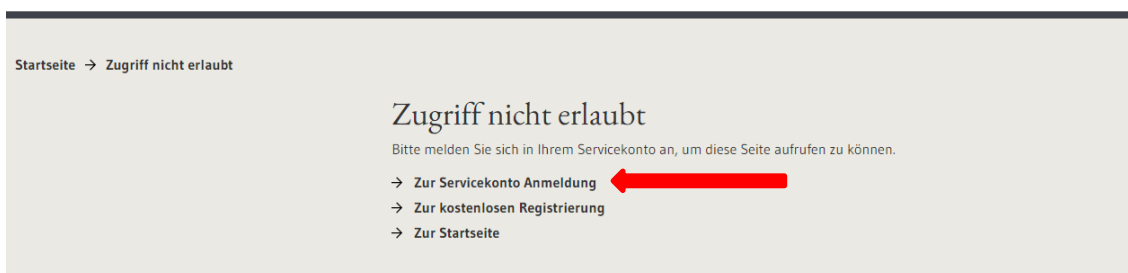 Startseite → Zugriff nicht erlaubt
Zugriff nicht erlaubt
Bitte melden Sie sich in Ihrem Servicekonto an, um diese Seite aufrufen zu können.
→ Zur Servicekonto Anmeldung
→ Zur kostenlosen Registrierung
→ Zur Startseite